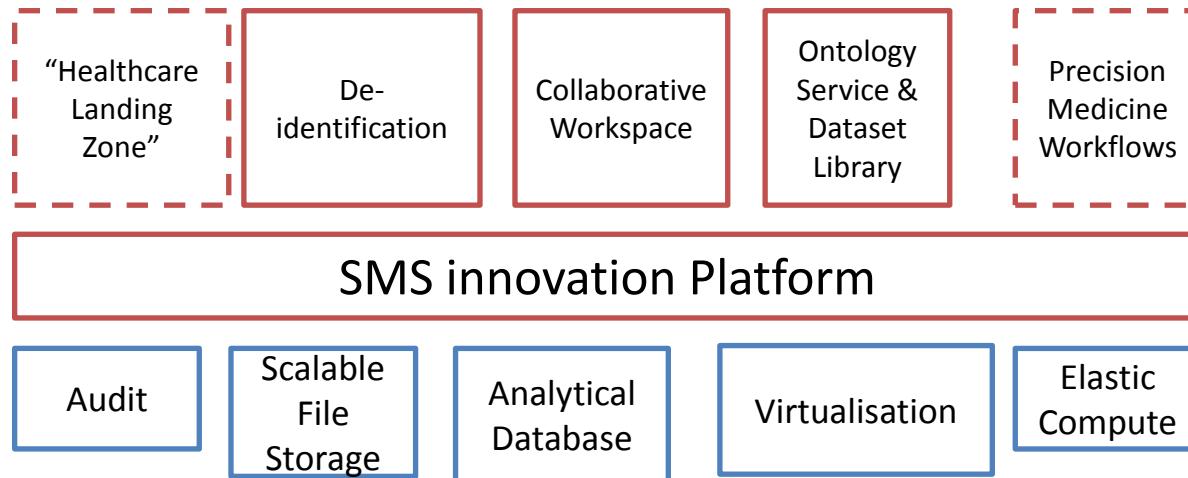 “Healthcare
Landing
Zone”
De-
identification
Collaborative
Workspace
Ontology
Service &
Dataset
Library
Precision
Medicine
Workflows
SMS innovation Platform
Audit
Scalable
File
Storage
Analytical
Database
Virtualisation
Elastic
Compute